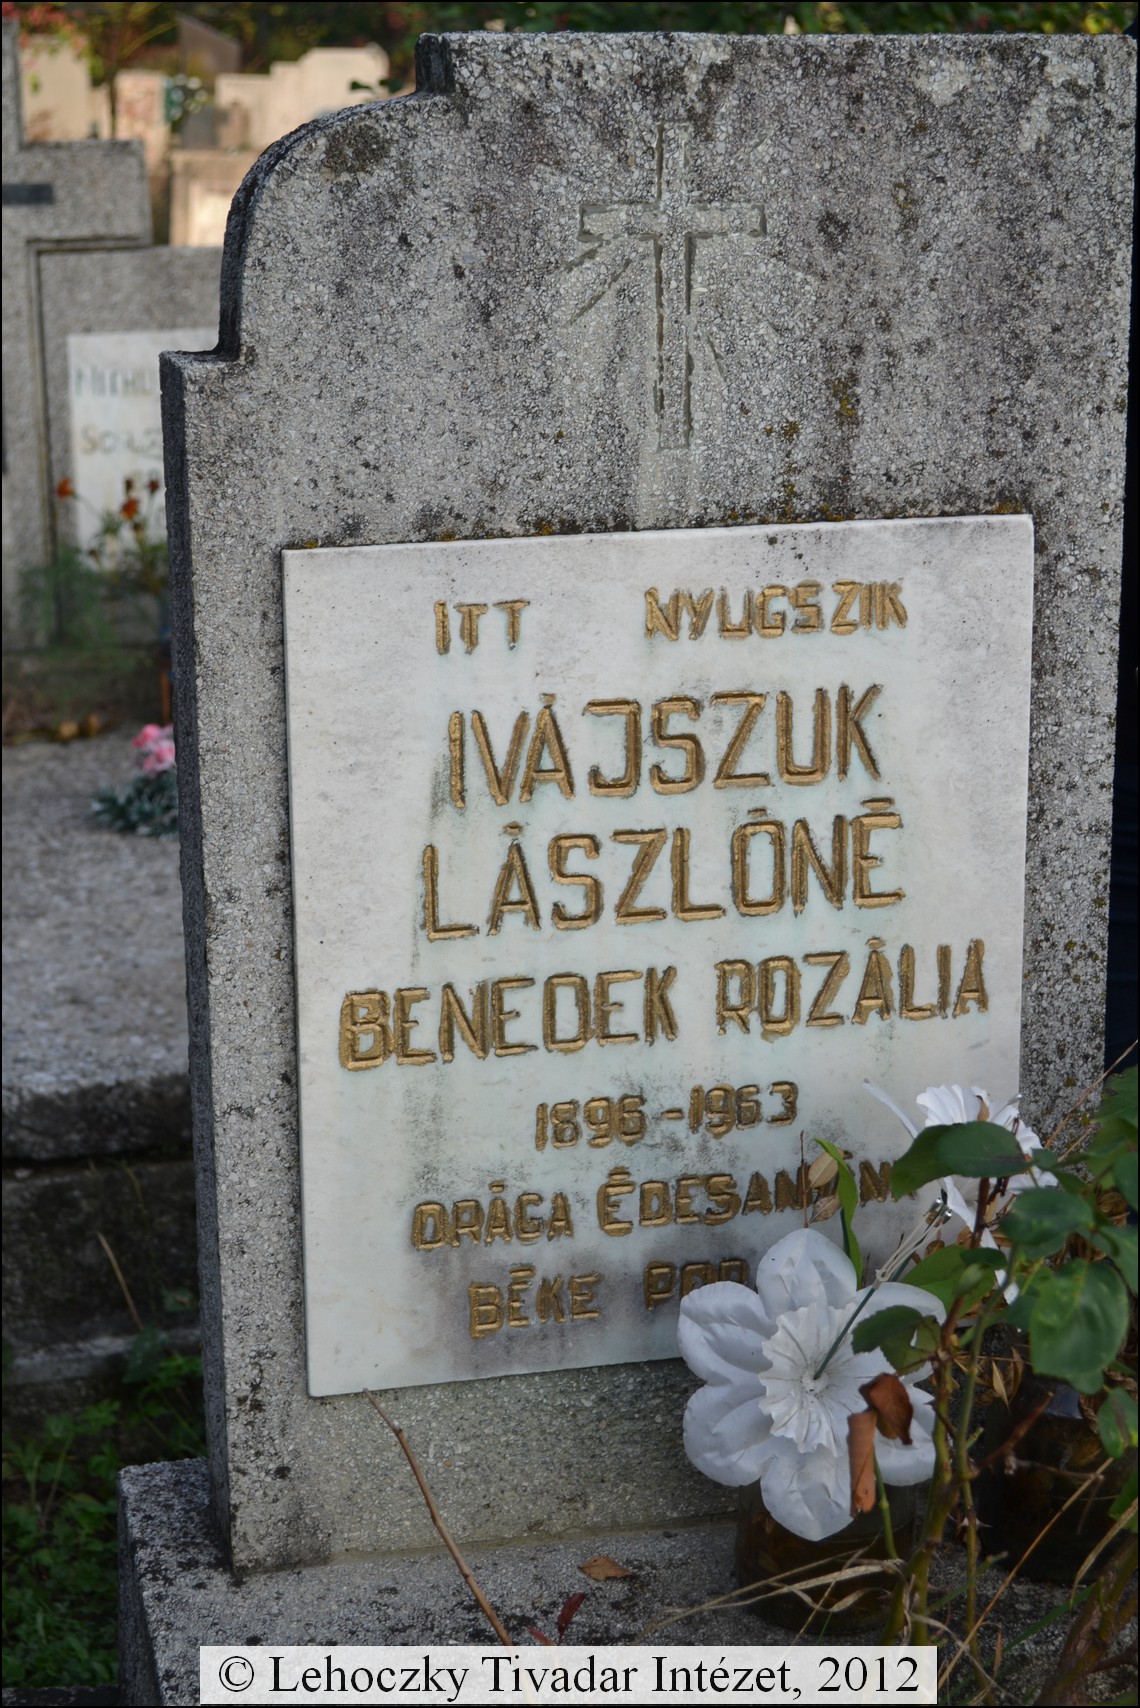 ITT NYUGSZIK
IVÁJSZUK
LÁSZLÓNÉ
BENEDEK ROZÁLIA
1896-1963
DRÁGA
BÉKE
© Lehoczky Tivadar Intézet, 2012